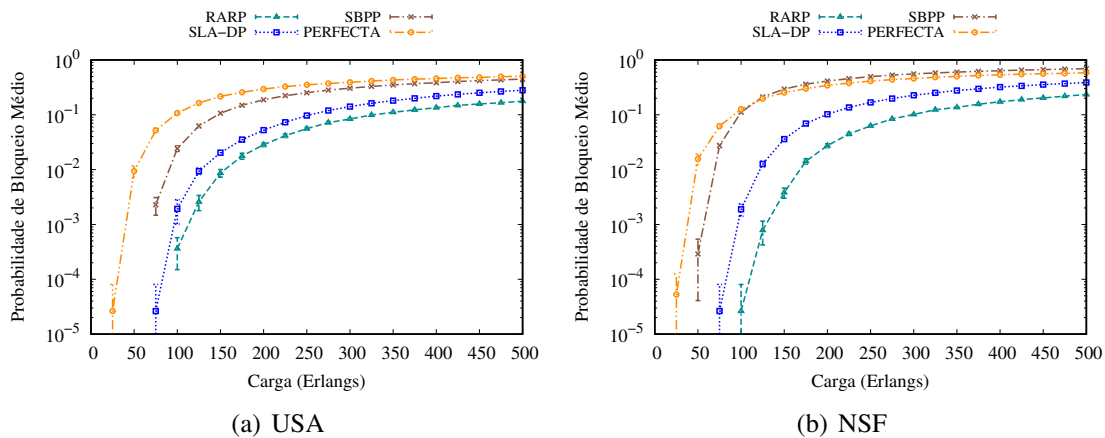 RARP SBPP
SLA-DP PERFECTA
10^0
10^-1
10^-2
10^-3
10^-4
10^-5
Probabilidade de Bloqueio Médio
0 50 100 150 200 250 300 350 400 450 500
Carga (Erlangs)
(a) USA
RARP SBPP
SLA-DP PERFECTA
10^0
10^-1
10^-2
10^-3
10^-4
10^-5
Probabilidade de Bloqueio Médio
0 50 100 150 200 250 300 350 400 450 500
Carga (Erlangs)
(b) NSF